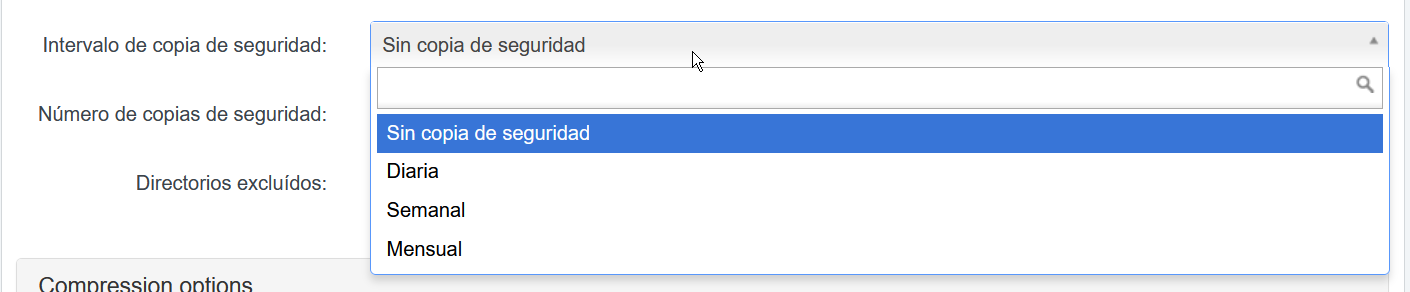 Intervalo de copia de seguridad:
Sin copia de seguridad
Número de copias de seguridad:
Sin copia de seguridad
Diaria
Directorios excluídos:
Semanal
Mensual
Compression options